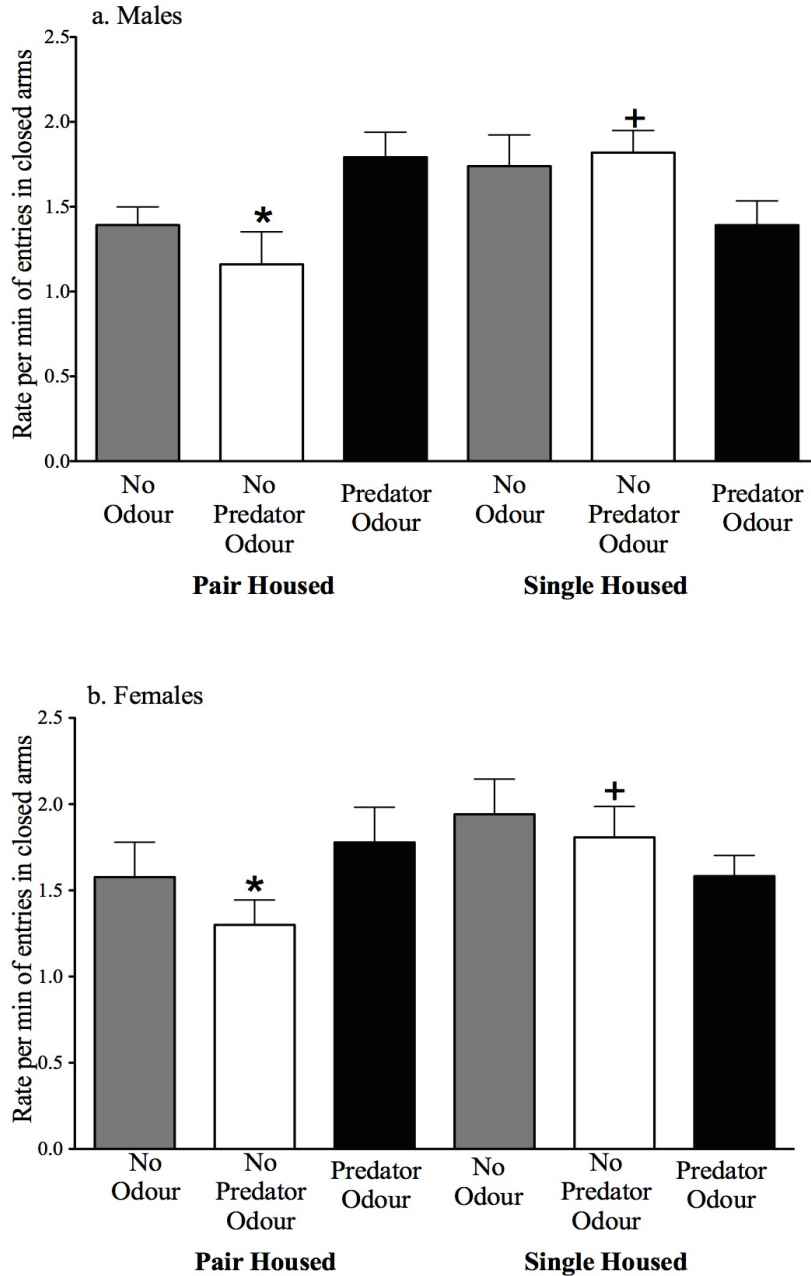 a. Males
Rate per min of entries in closed arms
2.5
2.0
1.5
1.0
0.5
0.0
*
+
No
Odour
No
Predator
Odour
Predator
Odour
No
Odour
No
Predator
Odour
Predator
Odour
Pair Housed
Single Housed
b. Females
Rate per min of entries in closed arms
2.5
2.0
1.5
1.0
0.5
0.0
*
+
No
Odour
No
Predator
Odour
Predator
Odour
No
Odour
No
Predator
Odour
Predator
Odour
Pair Housed
Single Housed